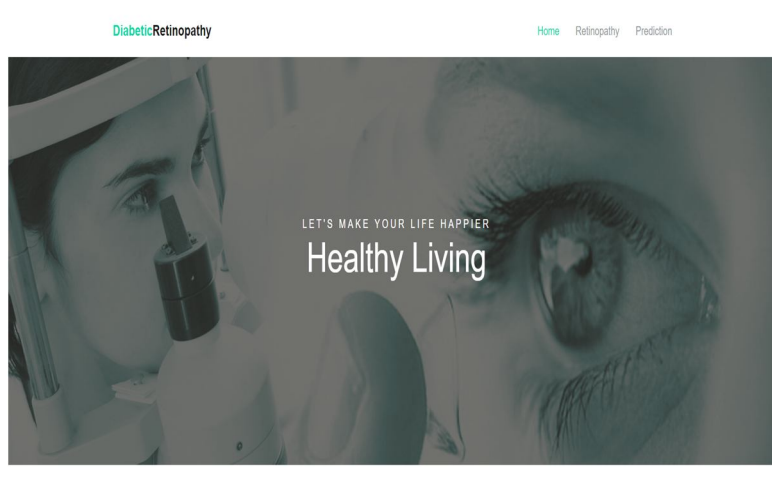 DiabeticRetinopathy
Home Retinopathy Prediction
LET'S MAKE YOUR LIFE HAPPIER
Healthy Living